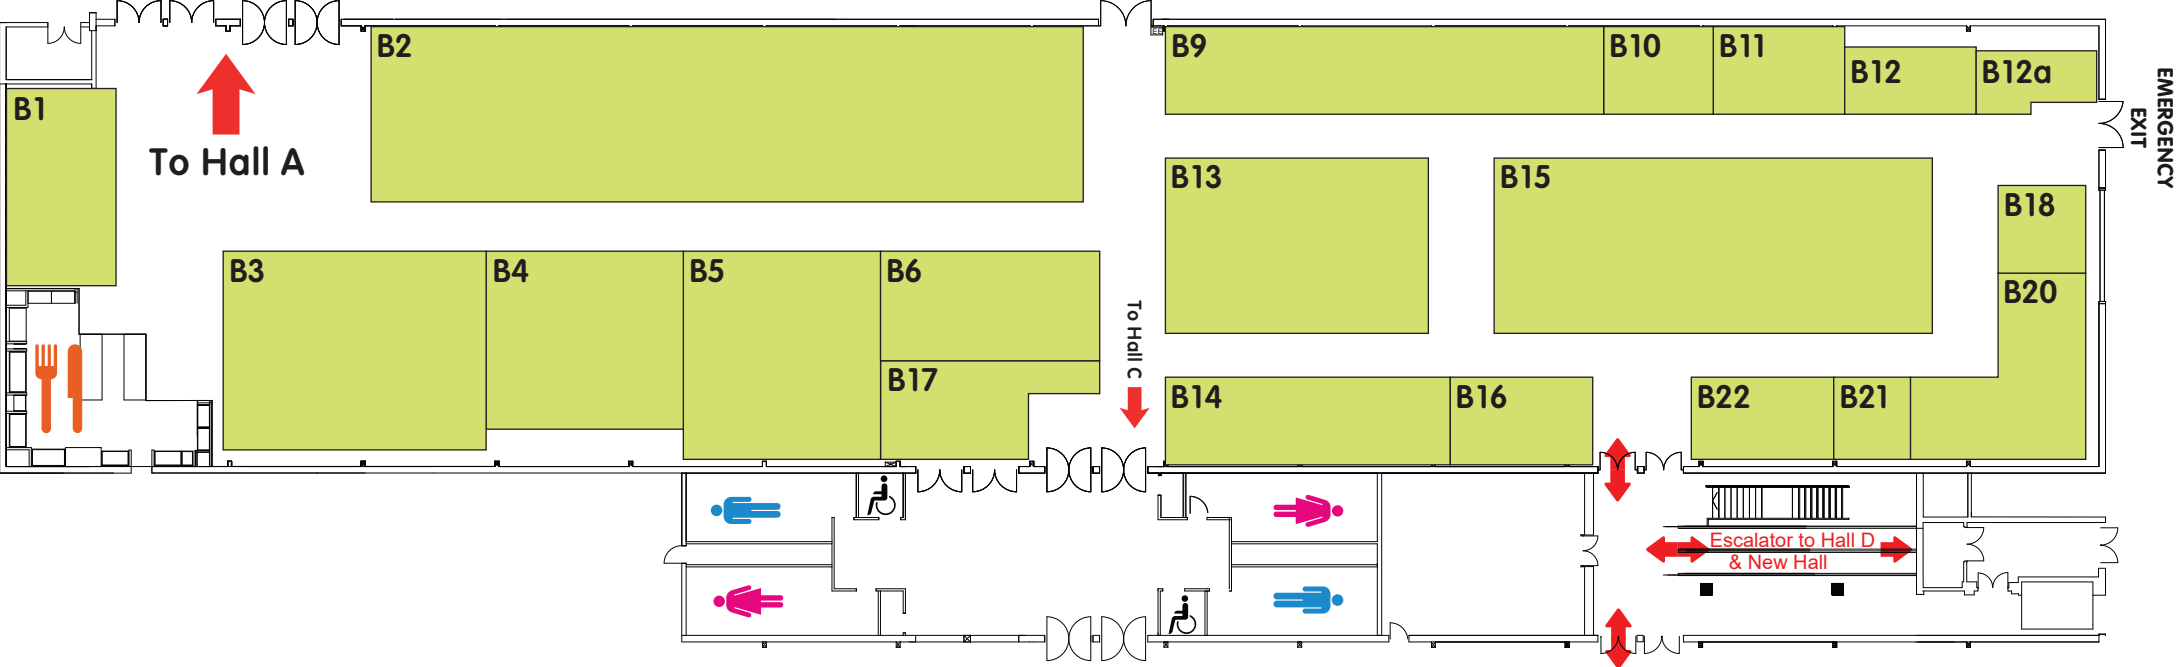 B2
B9
B10
B11
B12
B12a
B1
EMERGENCY
EXIT
To Hall A
B13
B15
B18
B3
B4
B5
B6
B20
To Hall C
B17
B14
B16
B22
B21
Escalator to Hall D
& New Hall